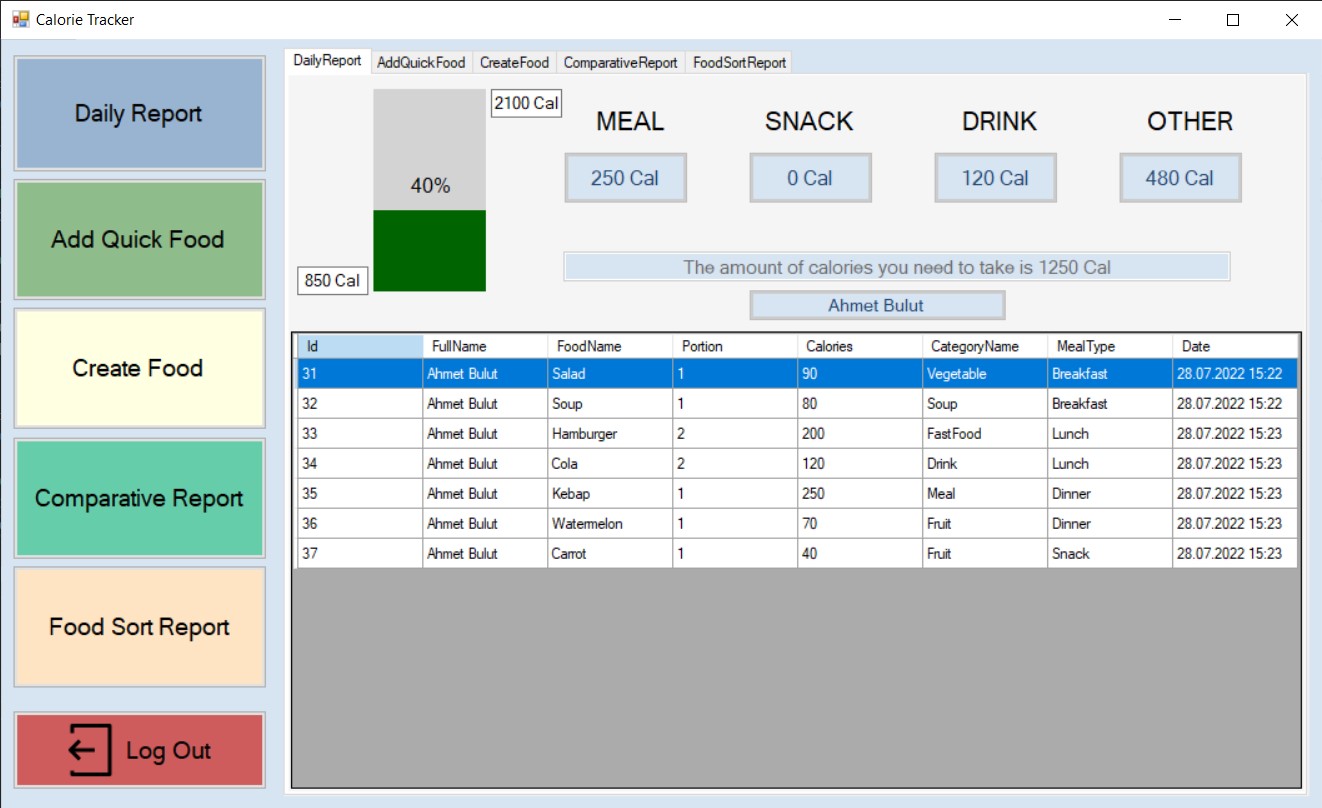 Calorie Tracker
Daily Report
Add Quick Food
Create Food
Comparative Report
Food Sort Report
Log Out
DailyReport AddQuickFood CreateFood ComparativeReport FoodSortReport
2100 Cal
40%
850 Cal
MEAL SNACK DRINK OTHER
250 Cal 0 Cal 120 Cal 480 Cal
The amount of calories you need to take is 1250 Cal
Ahmet Bulut
Id FullName FoodName Portion Calories CategoryName MealType Date
31 Ahmet Bulut Salad 1 90 Vegetable Breakfast 28.07.2022 15:22
32 Ahmet Bulut Soup 1 80 Soup Breakfast 28.07.2022 15:22
33 Ahmet Bulut Hamburger 2 200 FastFood Lunch 28.07.2022 15:23
34 Ahmet Bulut Cola 2 120 Drink Lunch 28.07.2022 15:23
35 Ahmet Bulut Kebap 1 250 Meal Dinner 28.07.2022 15:23
36 Ahmet Bulut Watermelon 1 70 Fruit Dinner 28.07.2022 15:23
37 Ahmet Bulut Carrot 1 40 Fruit Snack 28.07.2022 15:23